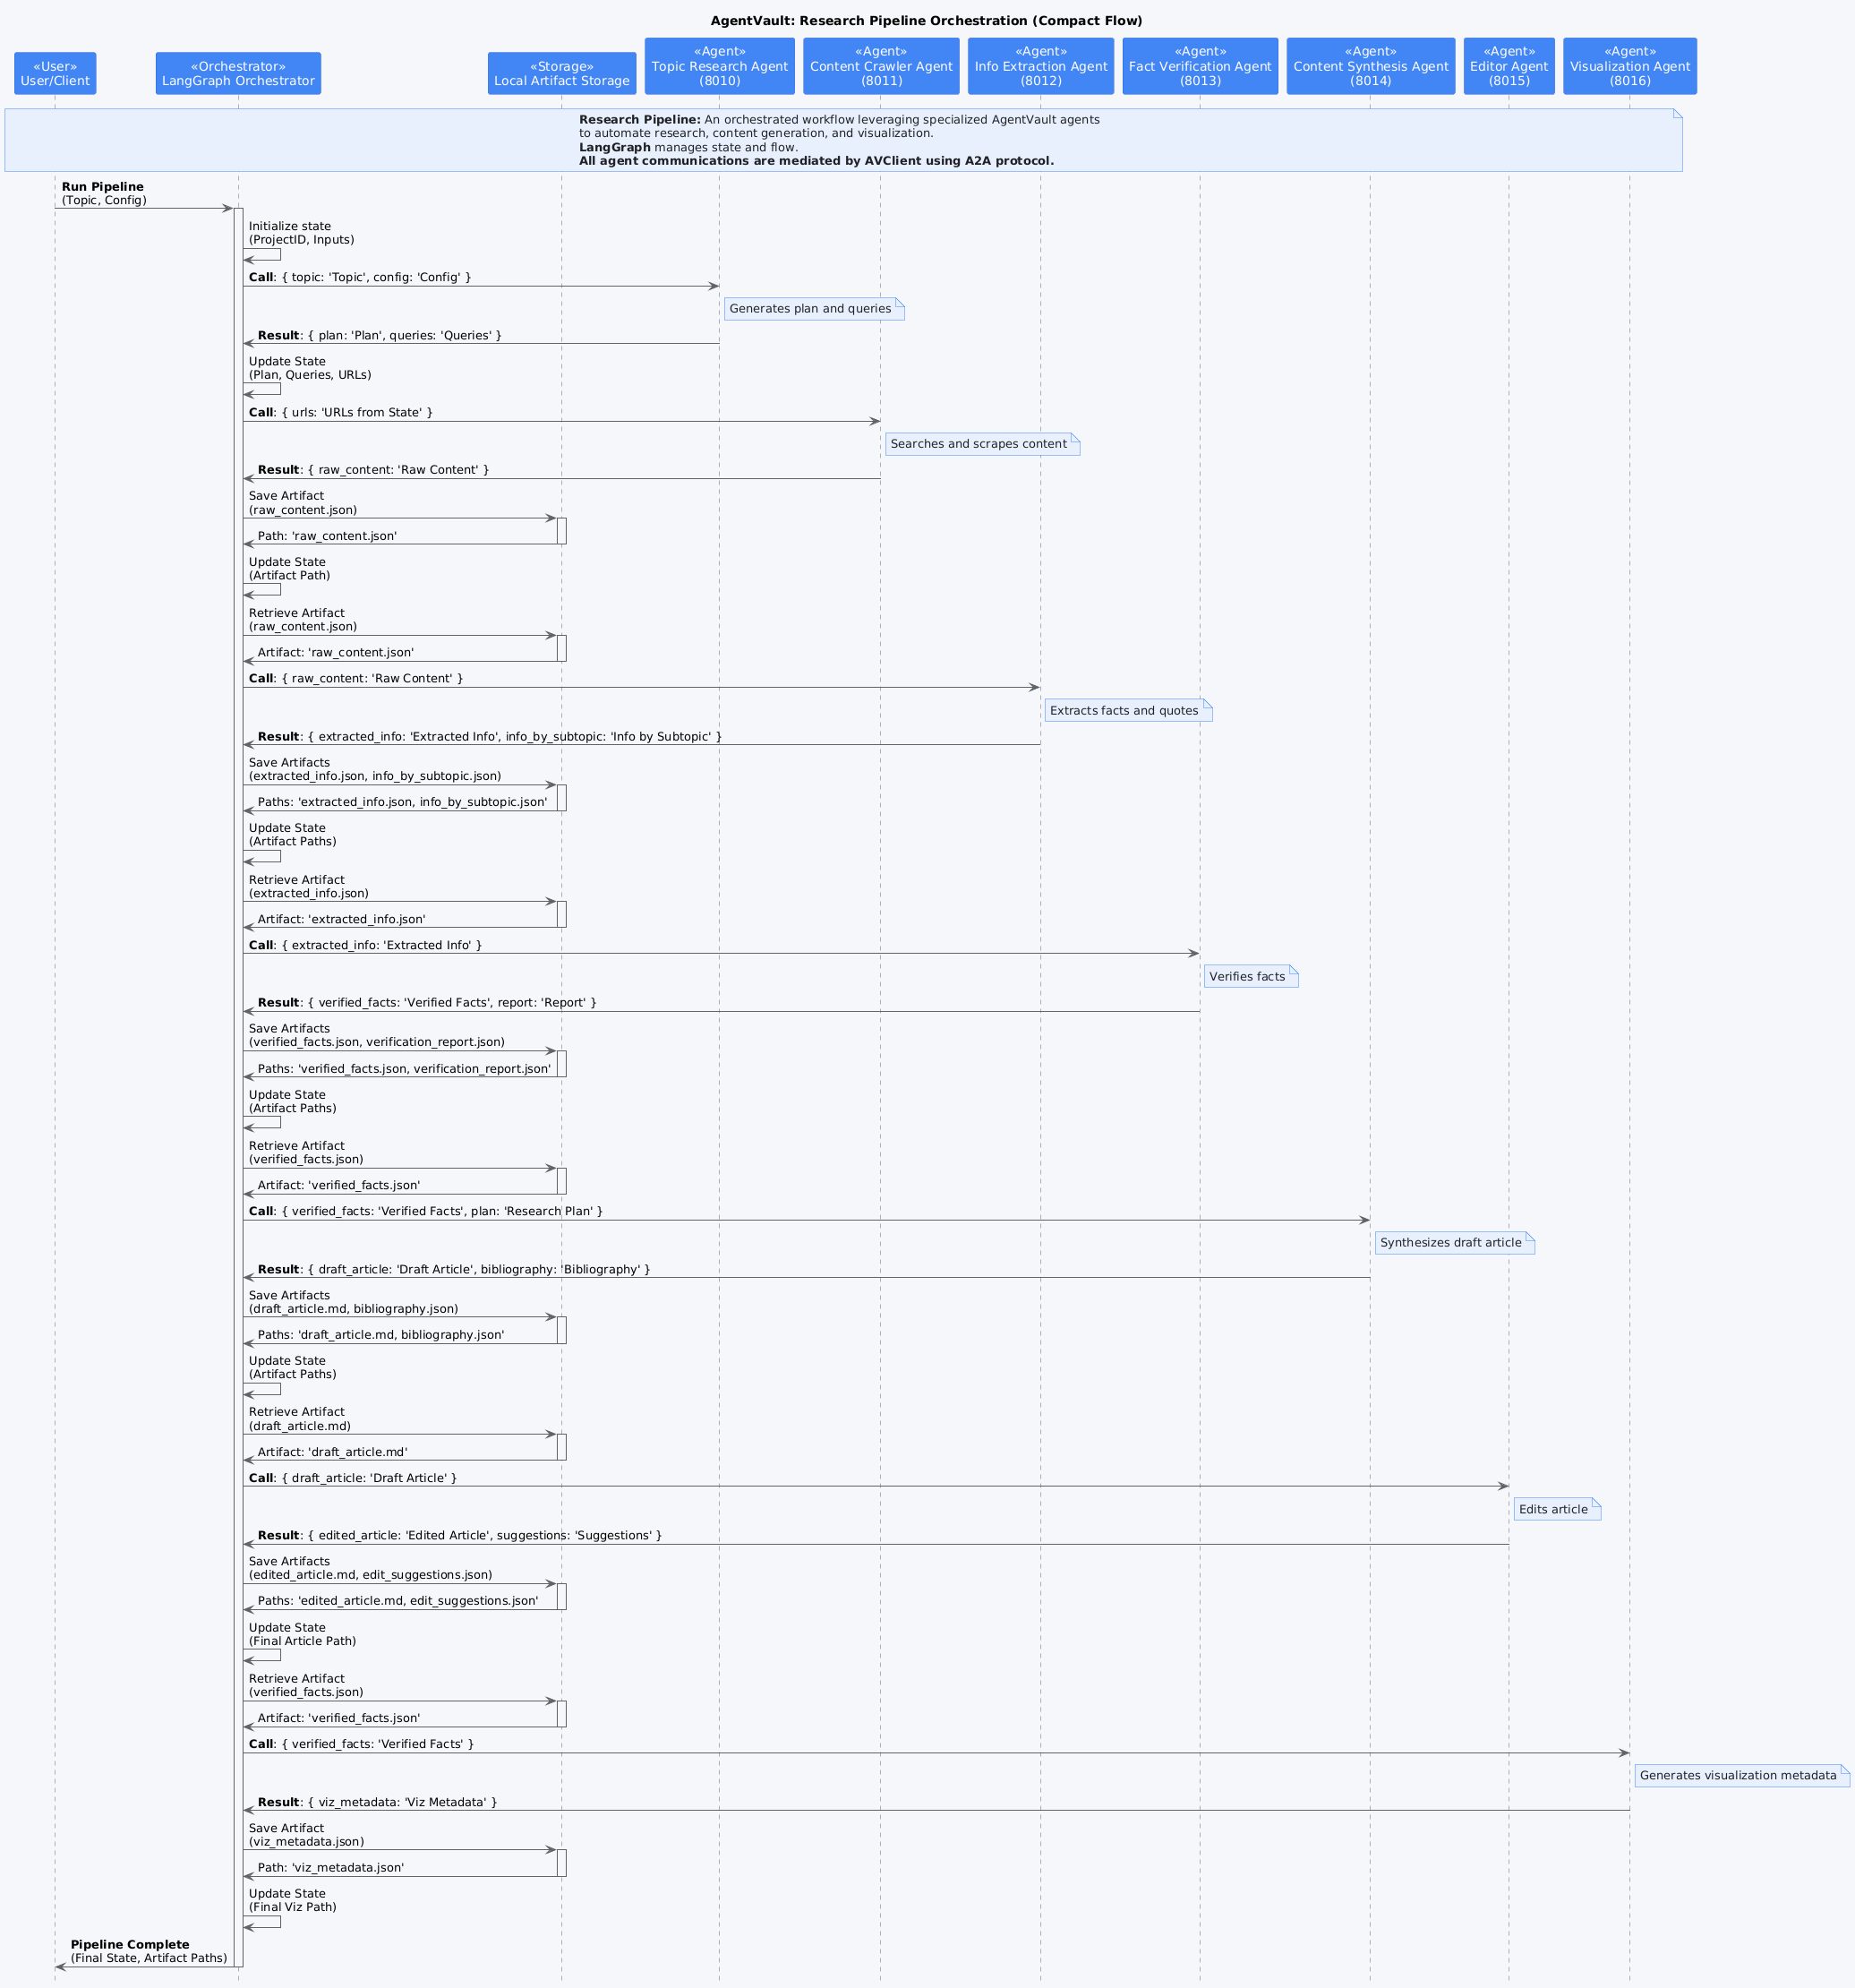 AgentVault: Research Pipeline Orchestration (Compact Flow)
«User»
User/Client
«Orchestrator»
LangGraph Orchestrator
«Storage»
Local Artifact Storage
«Agent»
Topic Research Agent
(8010)
«Agent»
Content Crawler Agent
(8011)
«Agent»
Info Extraction Agent
(8012)
«Agent»
Fact Verification Agent
(8013)
«Agent»
Content Synthesis Agent
(8014)
«Agent»
Editor Agent
(8015)
«Agent»
Visualization Agent
(8016)
Research Pipeline: An orchestrated workflow leveraging specialized AgentVault agents
to automate research, content generation, and visualization.
LangGraph manages state and flow.
All agent communications are mediated by AVClient using A2A protocol.
Run Pipeline
(Topic, Config)
Initialize state
(ProjectID, Inputs)
Call: { topic: 'Topic', config: 'Config' }
Generates plan and queries
Result: { plan: 'Plan', queries: 'Queries' }
Update State
(Plan, Queries, URLs)
Call: { urls: 'URLs from State' }
Searches and scrapes content
Result: { raw_content: 'Raw Content' }
Save Artifact
(raw_content.json)
Path: 'raw_content.json'
Update State
(Artifact Path)
Retrieve Artifact
(raw_content.json)
Artifact: 'raw_content.json'
Call: { raw_content: 'Raw Content' }
Extracts facts and quotes
Result: { extracted_info: 'Extracted Info', info_by_subtopic: 'Info by Subtopic' }
Save Artifacts
(extracted_info.json, info_by_subtopic.json)
Paths: 'extracted_info.json, info_by_subtopic.json'
Update State
(Artifact Paths)
Retrieve Artifact
(extracted_info.json)
Artifact: 'extracted_info.json'
Call: { extracted_info: 'Extracted Info' }
Verifies facts
Result: { verified_facts: 'Verified Facts', report: 'Report' }
Save Artifacts
(verified_facts.json, verification_report.json)
Paths: 'verified_facts.json, verification_report.json'
Update State
(Artifact Paths)
Retrieve Artifact
(verified_facts.json)
Artifact: 'verified_facts.json'
Call: { verified_facts: 'Verified Facts', plan: 'Research Plan' }
Synthesizes draft article
Result: { draft_article: 'Draft Article', bibliography: 'Bibliography' }
Save Artifacts
(draft_article.md, bibliography.json)
Paths: 'draft_article.md, bibliography.json'
Update State
(Artifact Paths)
Retrieve Artifact
(draft_article.md)
Artifact: 'draft_article.md'
Call: { draft_article: 'Draft Article' }
Edits article
Result: { edited_article: 'Edited Article', suggestions: 'Suggestions' }
Save Artifacts
(edited_article.md, edit_suggestions.json)
Paths: 'edited_article.md, edit_suggestions.json'
Update State
(Final Article Path)
Retrieve Artifact
(verified_facts.json)
Artifact: 'verified_facts.json'
Call: { verified_facts: 'Verified Facts' }
Generates visualization metadata
Result: { viz_metadata: 'Viz Metadata' }
Save Artifact
(viz_metadata.json)
Path: 'viz_metadata.json'
Update State
(Final Viz Path)
Pipeline Complete
(Final State, Artifact Paths)